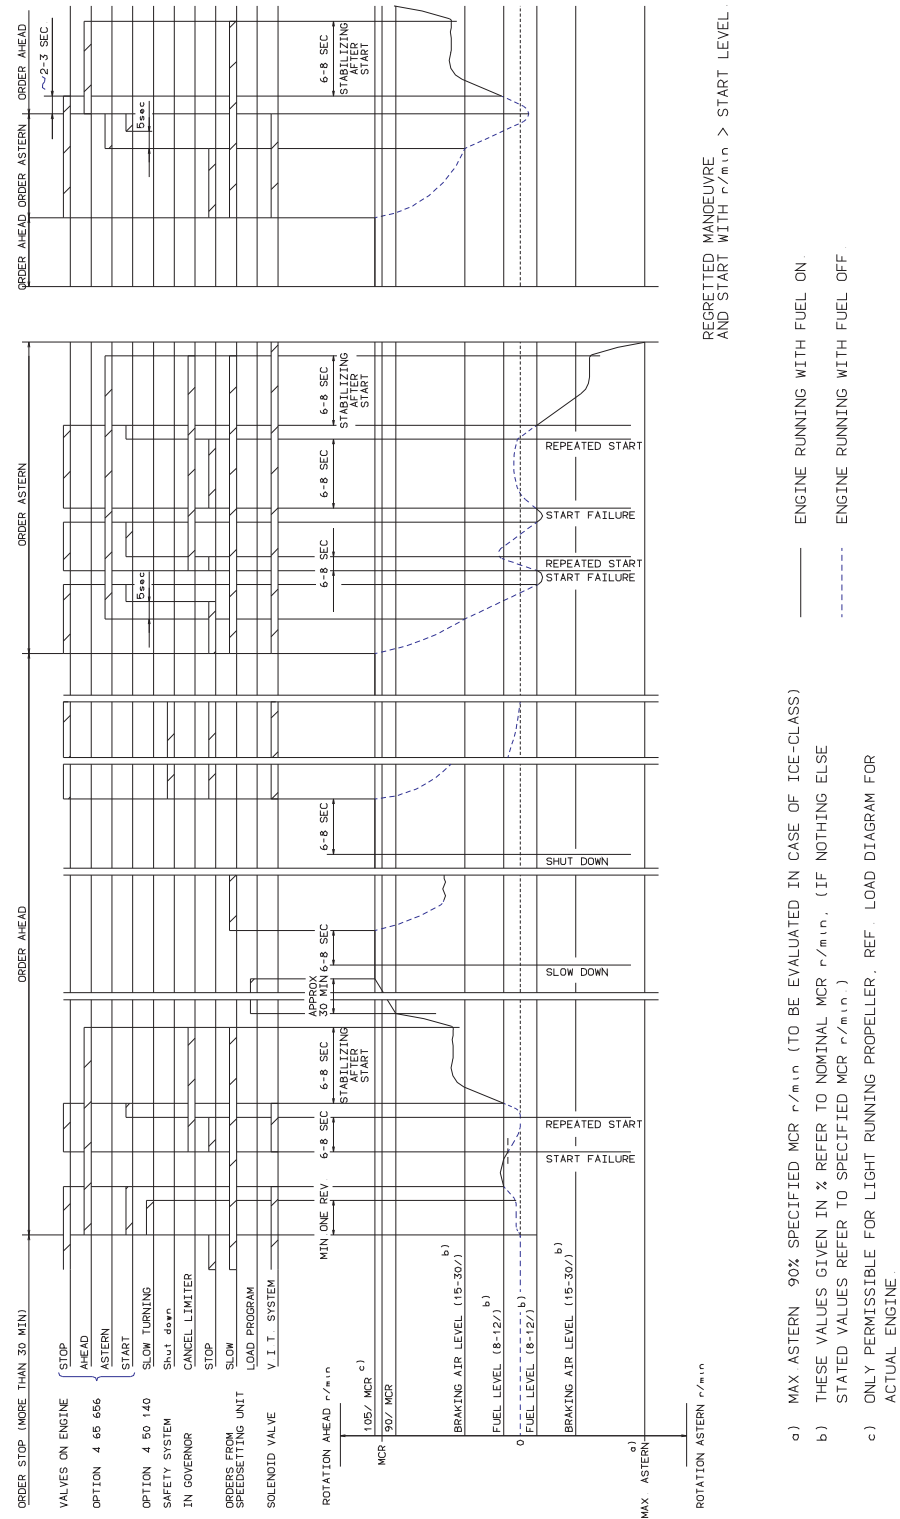 ORDER STOP (MORE THAN 30 MIN)
ORDER AHEAD
ORDER ASTERN
ORDER AHEAD
ORDER ASTERN
ORDER AHEAD
~2-3 SEC
VALVES ON ENGINE
OPTION 4 65 656
STOP
AHEAD
ASTERN
START
5sec
5sec
OPTION 4 50 140
SLOW TURNING
SAFETY SYSTEM
Shut down
IN GOVERNOR
CANCEL LIMITER
STOP
ORDERS FROM
SPEEDSETTING UNIT
SLOW
LOAD PROGRAM
SOLENOID VALVE
V I T. SYSTEM
ROTATION AHEAD r/min
MIN. ONE REV
6-8 SEC
6-8 SEC
STABILIZING
AFTER
START
APPROX
30 MIN
6-8 SEC
6-8 SEC
6-8 SEC
6-8 SEC
6-8 SEC
STABILIZING
AFTER
START
6-8 SEC
STABILIZING
AFTER
START
105/ MCR c)
MCR
90/ MCR
BRAKING AIR LEVEL (15-30/) b)
FUEL LEVEL (8-12/) b)
0
FUEL LEVEL (8-12/) b)
BRAKING AIR LEVEL (15-30/) b)
START FAILURE
REPEATED START
SLOW DOWN
SHUT DOWN
START FAILURE
REPEATED START
START FAILURE
REPEATED START
MAX. ASTERN a)
ROTATION ASTERN r/min
REGRETTED MANOEUVRE
AND START WITH r/min > START LEVEL.
ENGINE RUNNING WITH FUEL ON.
ENGINE RUNNING WITH FUEL OFF.
a) MAX ASTERN 90% SPECIFIED MCR r/min (TO BE EVALUATED IN CASE OF ICE-CLASS)
b) THESE VALUES GIVEN IN % REFER TO NOMINAL MCR r/min, (IF NOTHING ELSE
STATED VALUES REFER TO SPECIFIED MCR r/min.)
c) ONLY PERMISSIBLE FOR LIGHT RUNNING PROPELLER, REF. LOAD DIAGRAM FOR
ACTUAL ENGINE.